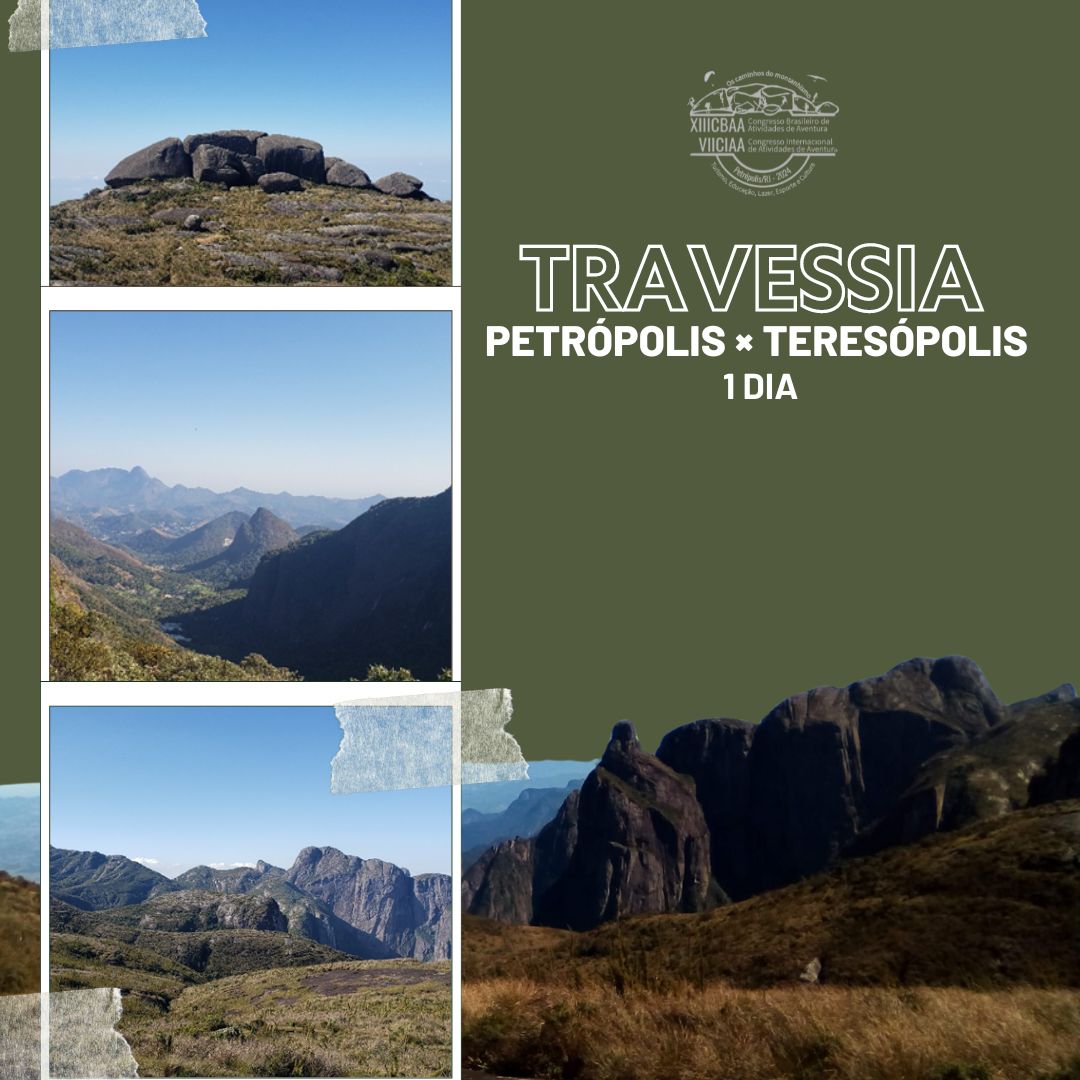 Os caminhos do montanhismo
XIIICBAA Congresso Brasileiro de
Atividades de Aventura
VIICIAA Congresso Internacional
de Atividades de Aventura
Petrópolis/RJ - 2024
Turismo, Educação, Lazer, Esporte e Cultura
TRAVESSIA
PETRÓPOLIS × TERESÓPOLIS
1 DIA